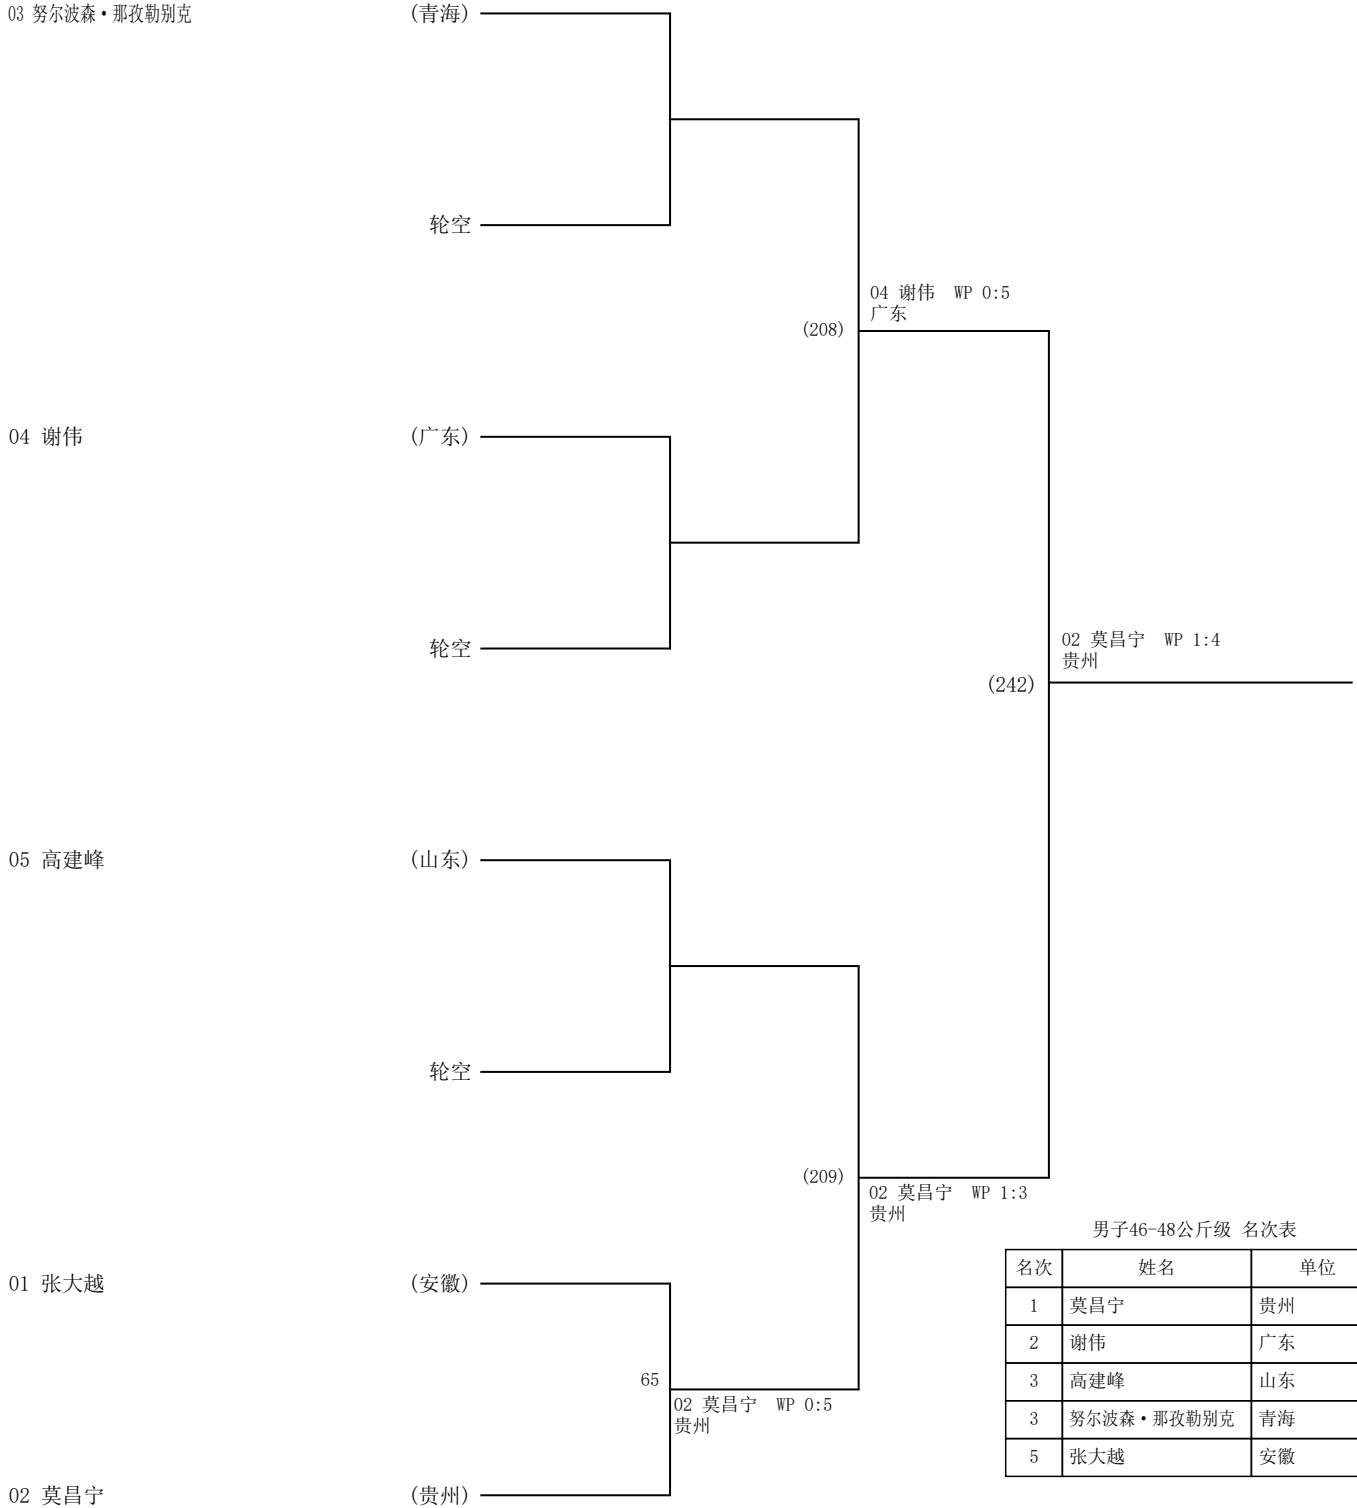 03 努尔波森·那孜勒别克 (青海)
轮空
04 谢伟 WP 0:5
广东
(208)
04 谢伟 (广东)
轮空
02 莫昌宁 WP 1:4
贵州
(242)
05 高建峰 (山东)
轮空
(209)
02 莫昌宁 WP 1:3
贵州
01 张大越 (安徽)
65
02 莫昌宁 WP 0:5
贵州
02 莫昌宁 (贵州)
男子46-48公斤级 名次表
名次 姓名 单位
1 莫昌宁 贵州
2 谢伟 广东
3 高建峰 山东
3 努尔波森·那孜勒别克 青海
5 张大越 安徽